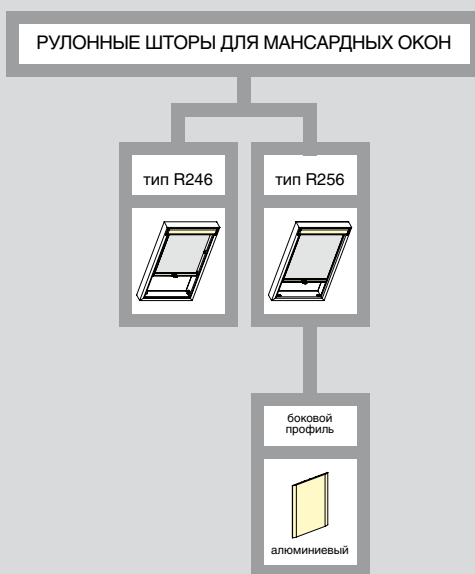 РУЛОННЫЕ ШТОРЫ ДЛЯ МАНСАРДНЫХ ОКОН
тип R246
тип R256
боковой
профиль
алюминиевый